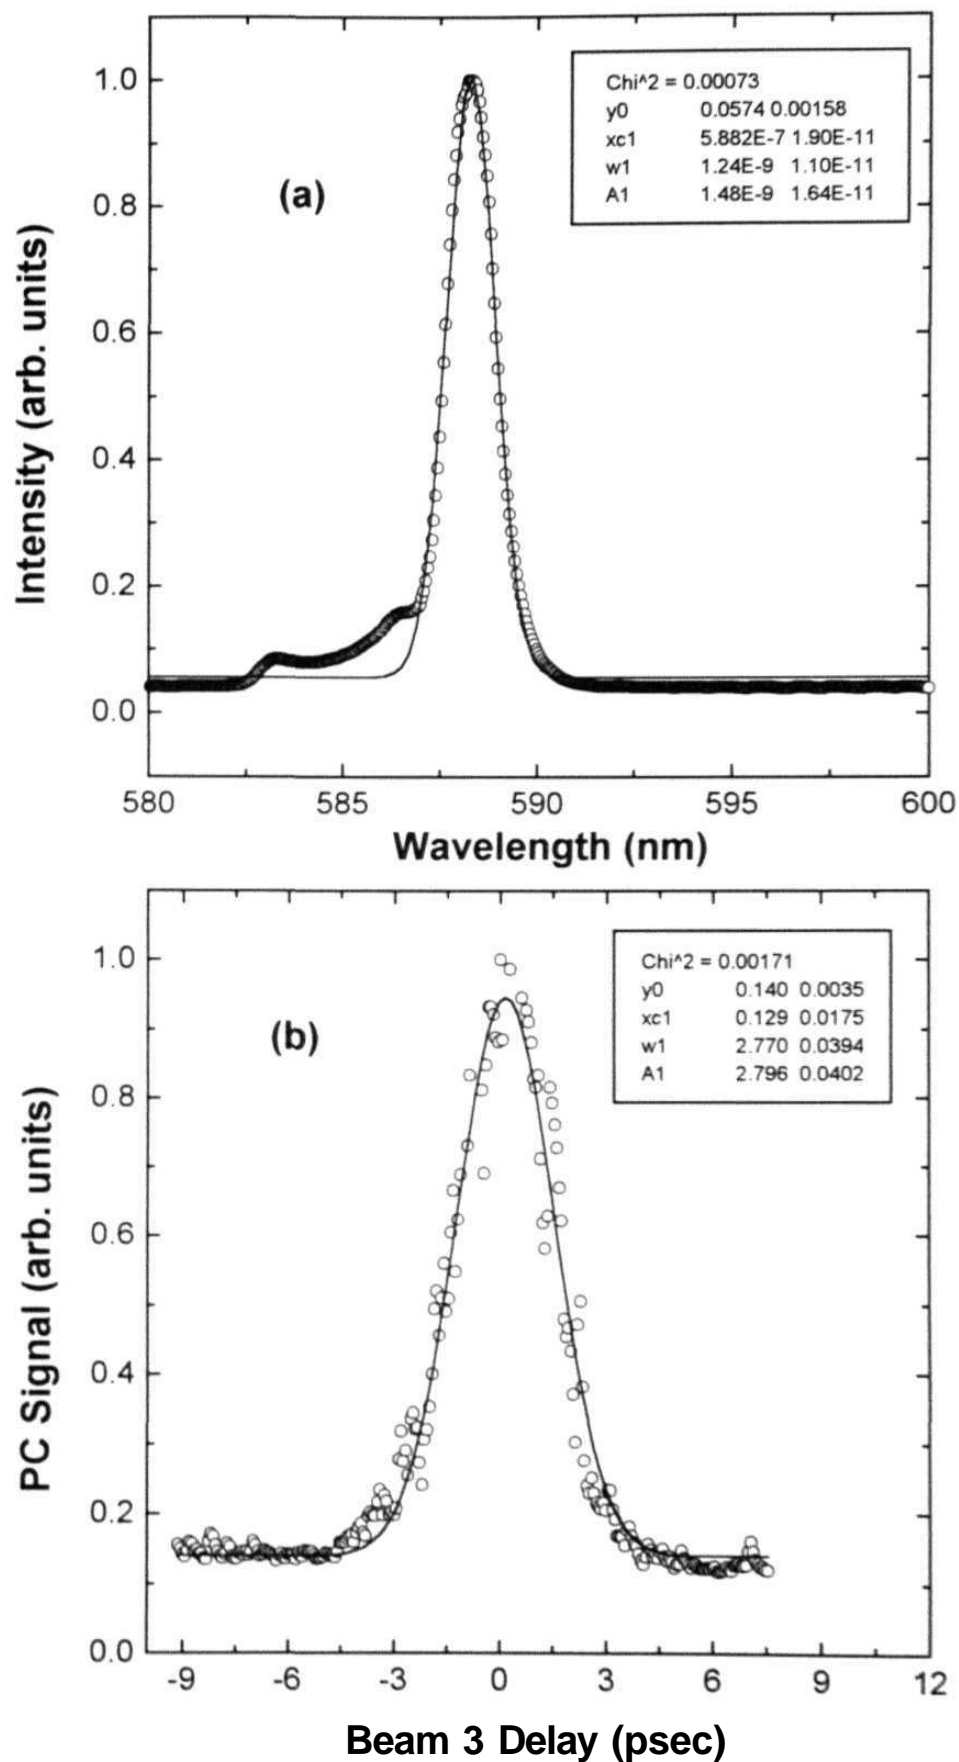 Chi^2 = 0.00073
y0 0.0574 0.00158
xc1 5.882E-7 1.90E-11
w1 1.24E-9 1.10E-11
A1 1.48E-9 1.64E-11
(a)
1.0
0.8
0.6
0.4
0.2
0.0
Intensity (arb. units)
580 585 590 595 600
Wavelength (nm)
Chi^2 = 0.00171
y0 0.140 0.0035
xc1 0.129 0.0175
w1 2.770 0.0394
A1 2.796 0.0402
(b)
1.0
0.8
0.6
0.4
0.2
0.0
PC Signal (arb. units)
-9 -6 -3 0 3 6 9 12
Beam 3 Delay (psec)